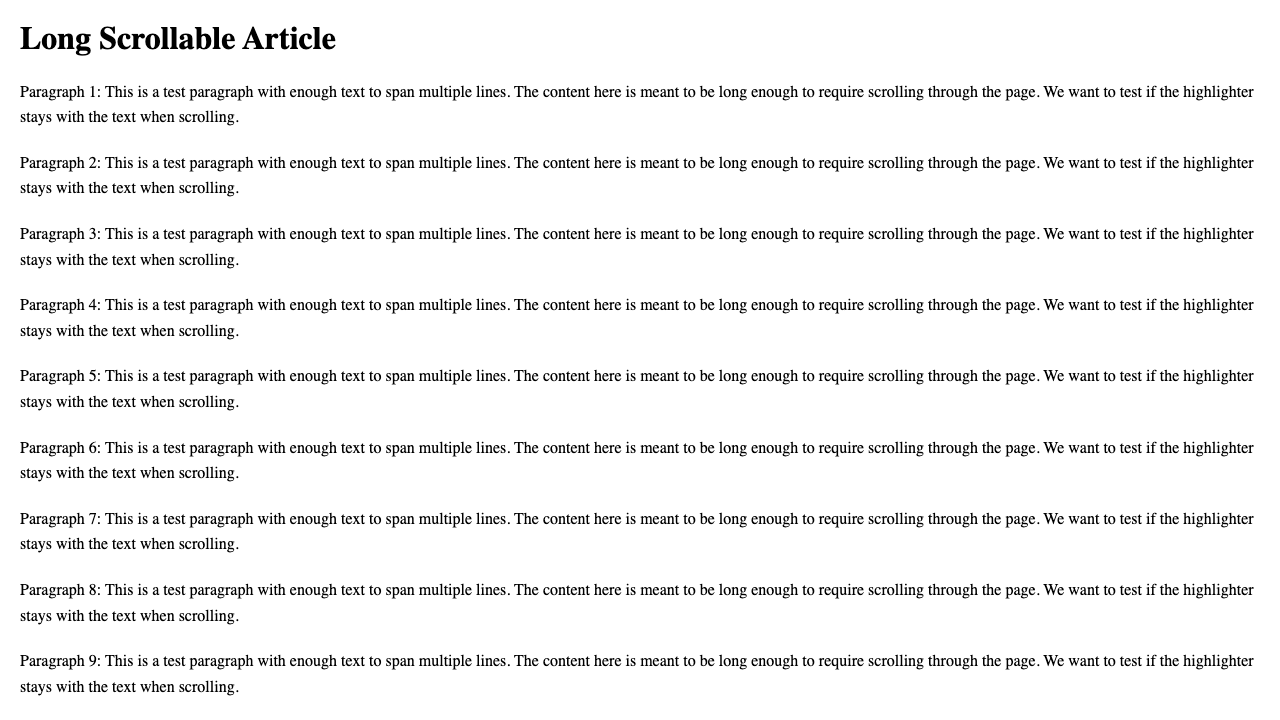 Long Scrollable Article
Paragraph 1: This is a test paragraph with enough text to span multiple lines. The content here is meant to be long enough to require scrolling through the page. We want to test if the highlighter
stays with the text when scrolling.
Paragraph 2: This is a test paragraph with enough text to span multiple lines. The content here is meant to be long enough to require scrolling through the page. We want to test if the highlighter
stays with the text when scrolling.
Paragraph 3: This is a test paragraph with enough text to span multiple lines. The content here is meant to be long enough to require scrolling through the page. We want to test if the highlighter
stays with the text when scrolling.
Paragraph 4: This is a test paragraph with enough text to span multiple lines. The content here is meant to be long enough to require scrolling through the page. We want to test if the highlighter
stays with the text when scrolling.
Paragraph 5: This is a test paragraph with enough text to span multiple lines. The content here is meant to be long enough to require scrolling through the page. We want to test if the highlighter
stays with the text when scrolling.
Paragraph 6: This is a test paragraph with enough text to span multiple lines. The content here is meant to be long enough to require scrolling through the page. We want to test if the highlighter
stays with the text when scrolling.
Paragraph 7: This is a test paragraph with enough text to span multiple lines. The content here is meant to be long enough to require scrolling through the page. We want to test if the highlighter
stays with the text when scrolling.
Paragraph 8: This is a test paragraph with enough text to span multiple lines. The content here is meant to be long enough to require scrolling through the page. We want to test if the highlighter
stays with the text when scrolling.
Paragraph 9: This is a test paragraph with enough text to span multiple lines. The content here is meant to be long enough to require scrolling through the page. We want to test if the highlighter
stays with the text when scrolling.